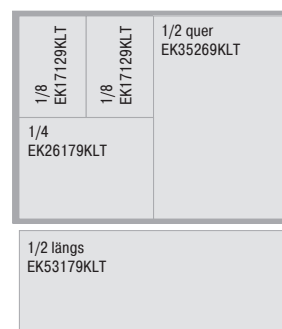 1/8
EK17129KLT
1/8
EK17129KLT
1/2 quer
EK35269KLT
1/4
EK26179KLT
1/2 längs
EK53179KLT